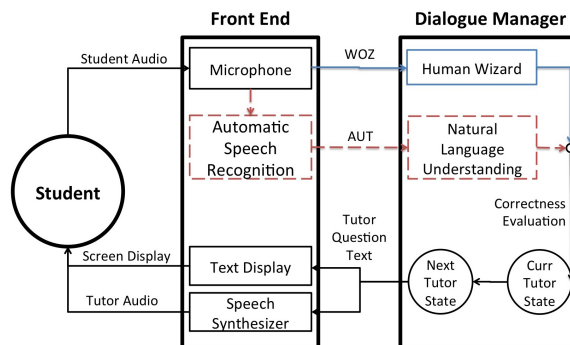 Front End
Dialogue Manager
Student Audio
Microphone
WOZ
Human Wizard
Automatic
Speech
Recognition
AUT
Natural
Language
Understanding
Student
Correctness
Evaluation
Tutor
Question
Text
Screen Display
Text Display
Next
Tutor
State
Curr
Tutor
State
Tutor Audio
Speech
Synthesizer